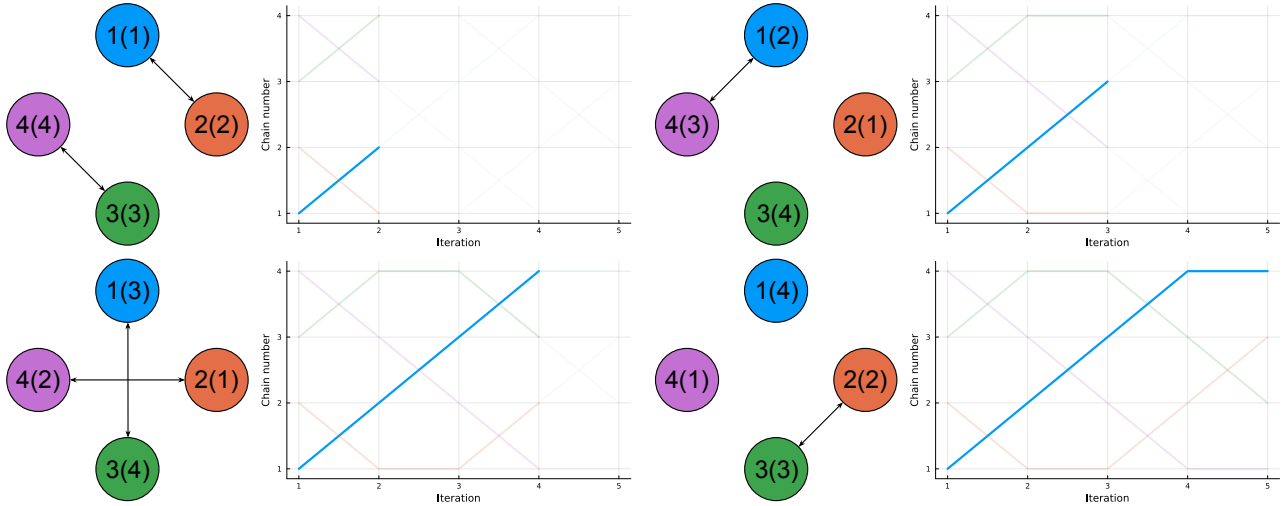 1(1)
4(4)
2(2)
3(3)
Chain number
4
3
2
1
1 2 3 4 5
Iteration
1(2)
4(3)
2(1)
3(4)
Chain number
4
3
2
1
1 2 3 4 5
Iteration
1(3)
4(2)
2(1)
3(4)
Chain number
4
3
2
1
1 2 3 4 5
Iteration
1(4)
4(1)
2(2)
3(3)
Chain number
4
3
2
1
1 2 3 4 5
Iteration